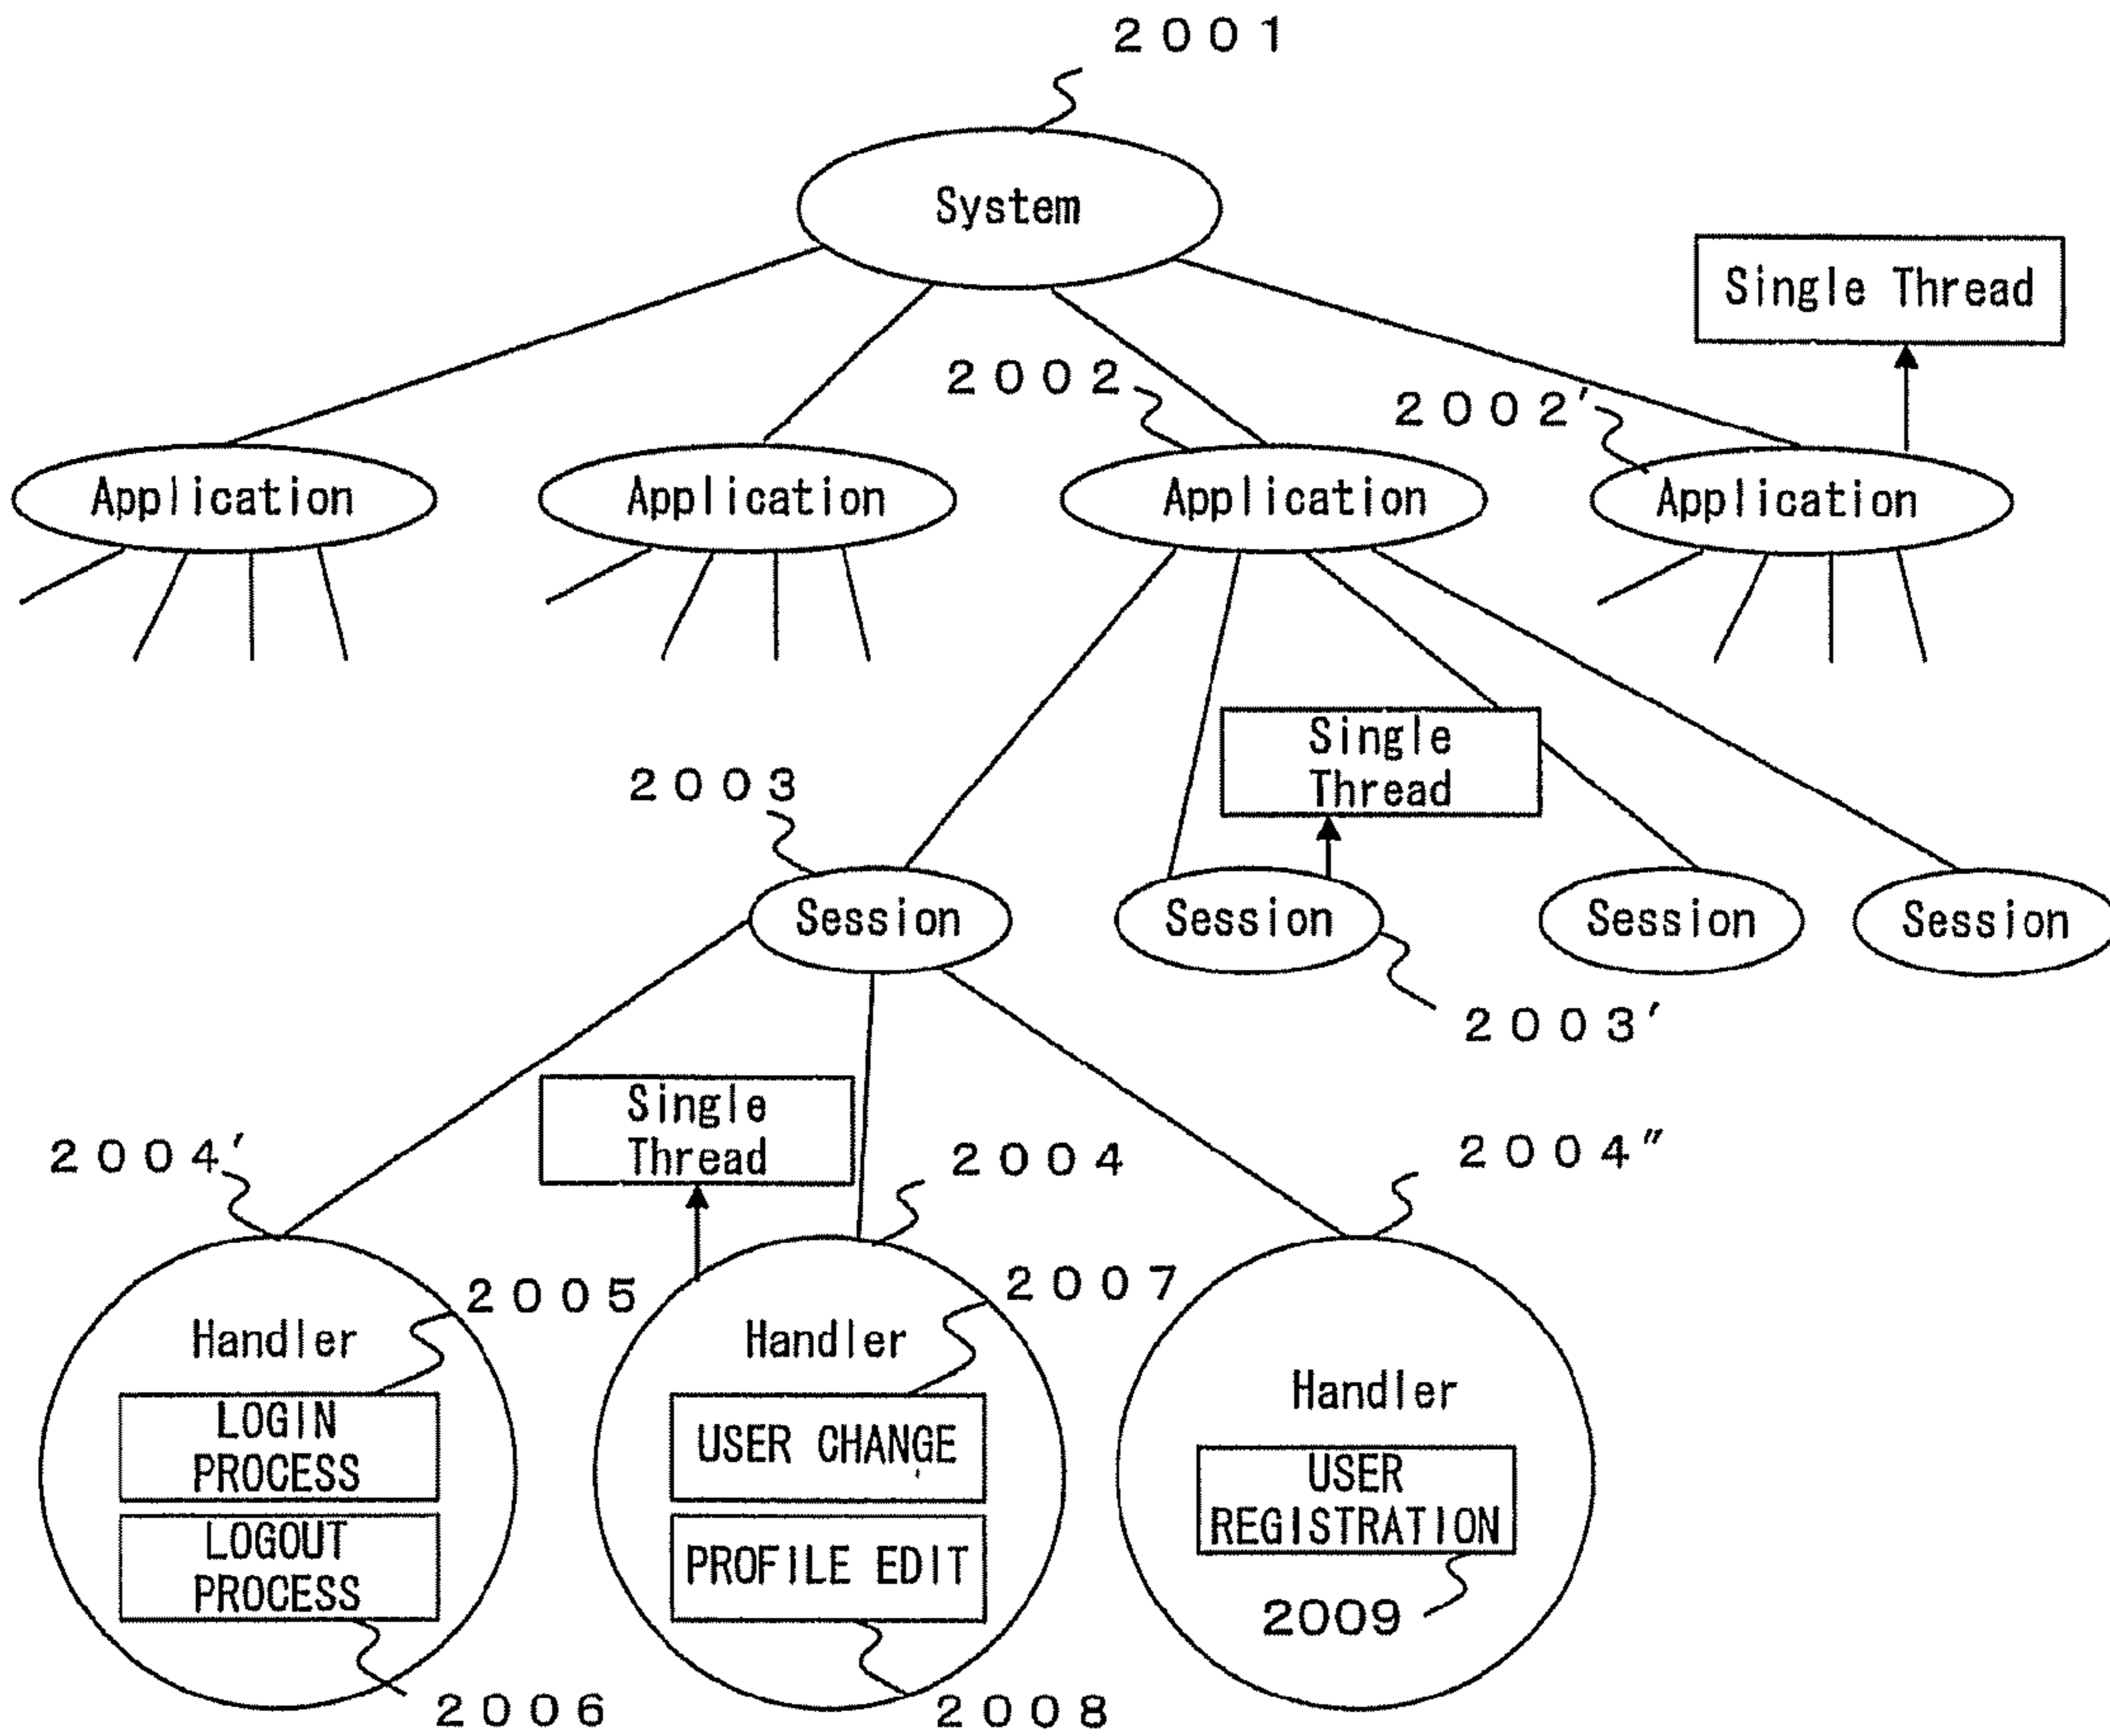 2001
System
Single Thread
2002
2002'
Application
Application
Application
Application
Single
Thread
2003
Session
Session
Session
Session
2003'
Single
Thread
2004'
2004
2004"
2005
2007
Handler
Handler
Handler
LOGIN
PROCESS
USER CHANGE
USER
REGISTRATION
LOGOUT
PROCESS
PROFILE EDIT
2009
2006
2008